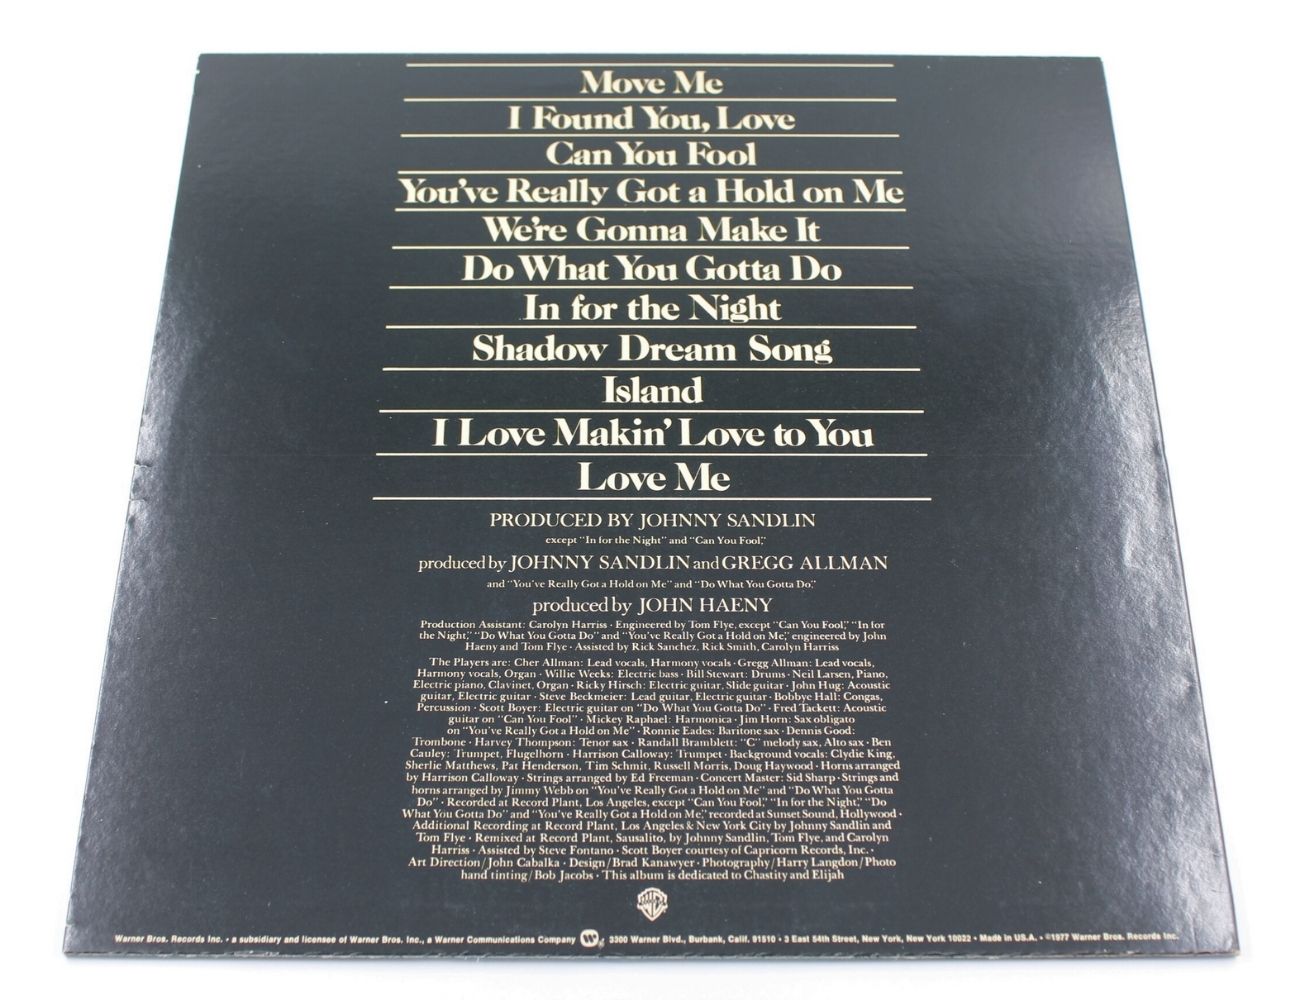 Move Me
I Found You, Love
Can You Fool
You've Really Got a Hold on Me
We're Gonna Make It
Do What You Gotta Do
In for the Night
Shadow Dream Song
Island
I Love Makin' Love to You
Love Me
PRODUCED BY JOHNNY SANDLIN
except "In for the Night" and "Can You Fool,"
produced by JOHNNY SANDLIN and GREGG ALLMAN
and "You've Really Got a Hold on Me" and "Do What You Gotta Do."
produced by JOHN HAENY
Production Assistant: Carolyn Harriss · Engineered by Tom Flye, except "Can You Fool," "In for
the Night," "Do What You Gotta Do" and "You've Really Got a Hold on Me," engineered by John
Haeny and Tom Flye · Assisted by Rick Sanchez, Rick Smith, Carolyn Harriss
The Players are: Cher Allman: Lead vocals, Harmony vocals · Gregg Allman: Lead vocals,
Harmony vocals, Organ · Willie Weeks: Electric bass · Bill Stewart: Drums · Neil Larsen, Piano,
Electric piano, Clavinet, Organ · Ricky Hirsch: Electric guitar, Slide guitar · John Hug: Acoustic
guitar, Electric guitar · Steve Beckmeier: Lead guitar, Electric guitar · Bobbye Hall: Congas,
Percussion · Scott Boyer: Electric guitar on "Do What You Gotta Do" · Fred Tackett: Acoustic
guitar on "Can You Fool" · Mickey Raphael: Harmonica · Jim Horn: Sax obligato
on "You've Really Got a Hold on Me" · Ronnie Eades: Baritone sax · Dennis Good:
Trombone · Harvey Thompson: Tenor sax · Randall Bramblett: "C" melody sax, Alto sax · Ben
Cauley: Trumpet, Flugelhorn · Harrison Calloway: Trumpet · Background vocals: Clydie King,
Sherlie Matthews, Pat Henderson, Tim Schmit, Russell Morris, Doug Haywood · Horns arranged
by Harrison Calloway · Strings arranged by Ed Freeman · Concert Master: Sid Sharp · Strings and
horns arranged by Jimmy Webb on "You've Really Got a Hold on Me" and "Do What You Gotta
Do" · Recorded at Record Plant, Los Angeles, except "Can You Fool," "In for the Night," "Do
What You Gotta Do" and "You've Really Got a Hold on Me," recorded at Sunset Sound, Hollywood ·
Additional Recording at Record Plant, Los Angeles & New York City by Johnny Sandlin and
Tom Flye · Remixed at Record Plant, Sausalito, by Johnny Sandlin, Tom Flye, and Carolyn
Harriss · Assisted by Steve Fontano · Scott Boyer courtesy of Capricorn Records, Inc. ·
Art Direction/John Cabalka · Design/Brad Kanawyer · Photography/Harry Langdon/Photo
hand tinting/Bob Jacobs · This album is dedicated to Chastity and Elijah
Warner Bros. Records Inc. · a subsidiary and licensee of Warner Bros. Inc., a Warner Communications Company 3300 Warner Blvd., Burbank, Calif. 91510 · 3 East 54th Street, New York, New York 10022 · Made in U.S.A. · ©1977 Warner Bros. Records Inc.